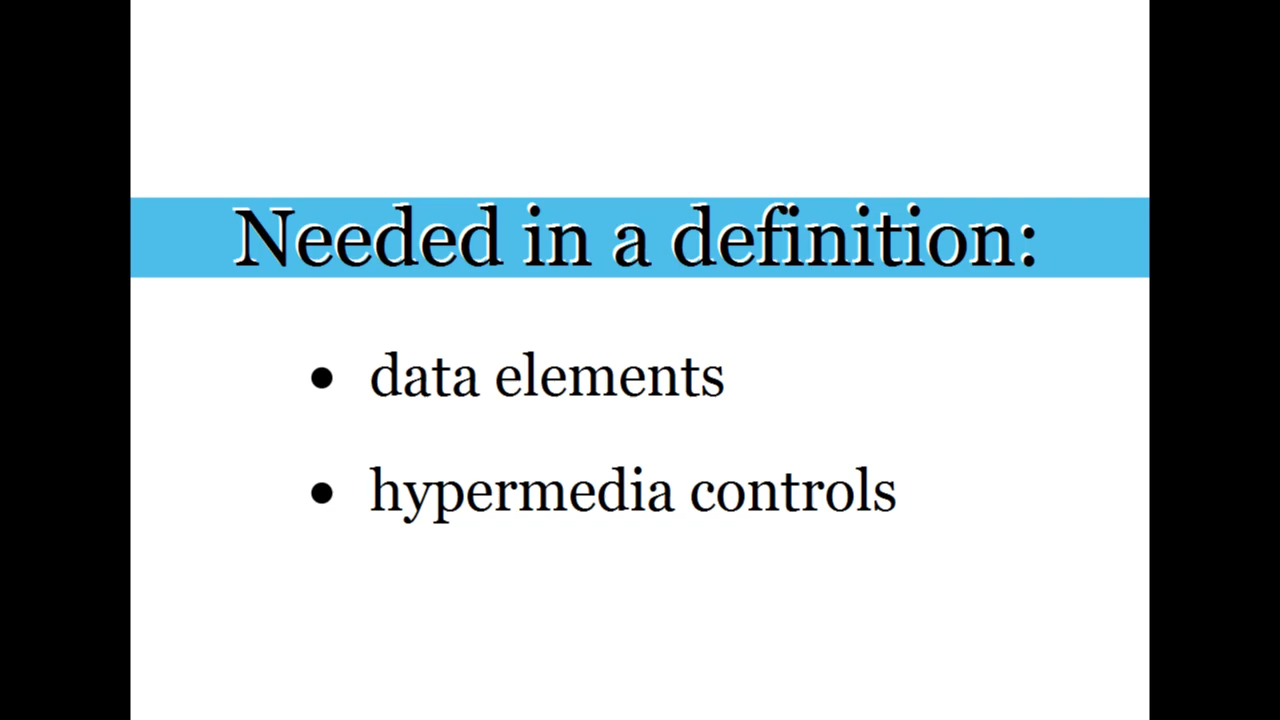 Needed in a definition:
• data elements
• hypermedia controls